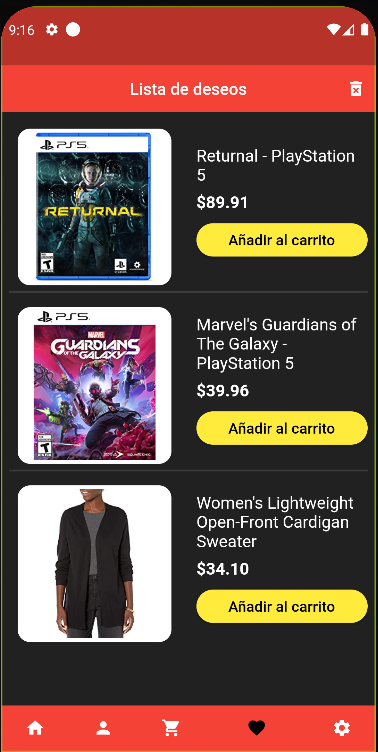 9:16
Lista de deseos
PS5
RETURNAL
Returnal - PlayStation
5
$89.91
Añadir al carrito
PS5
MARVEL
GUARDIANS
OF THE GALAXY
Marvel's Guardians of
The Galaxy -
PlayStation 5
$39.96
Añadir al carrito
Women's Lightweight
Open-Front Cardigan
Sweater
$34.10
Añadir al carrito